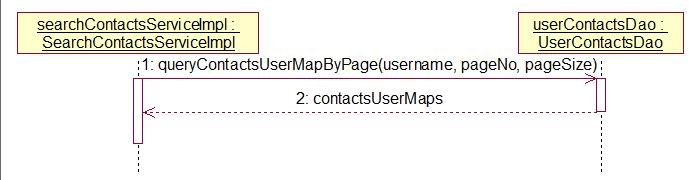 searchContactsServiceImpl :
SearchContactsServiceImpl
userContactsDao :
UserContactsDao
1: queryContactsUserMapByPage(username, pageNo, pageSize)
2: contactsUserMaps